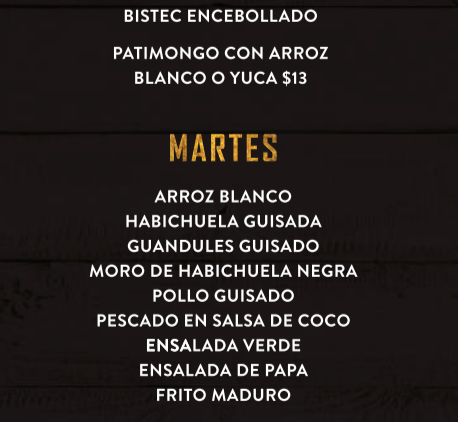 BISTEC ENCEBOLLADO
PATIMONGO CON ARROZ
BLANCO O YUCA $13
MARTES
ARROZ BLANCO
HABICHUELA GUISADA
GUANDULES GUISADO
MORO DE HABICHUELA NEGRA
POLLO GUISADO
PESCADO EN SALSA DE COCO
ENSALADA VERDE
ENSALADA DE PAPA
FRITO MADURO